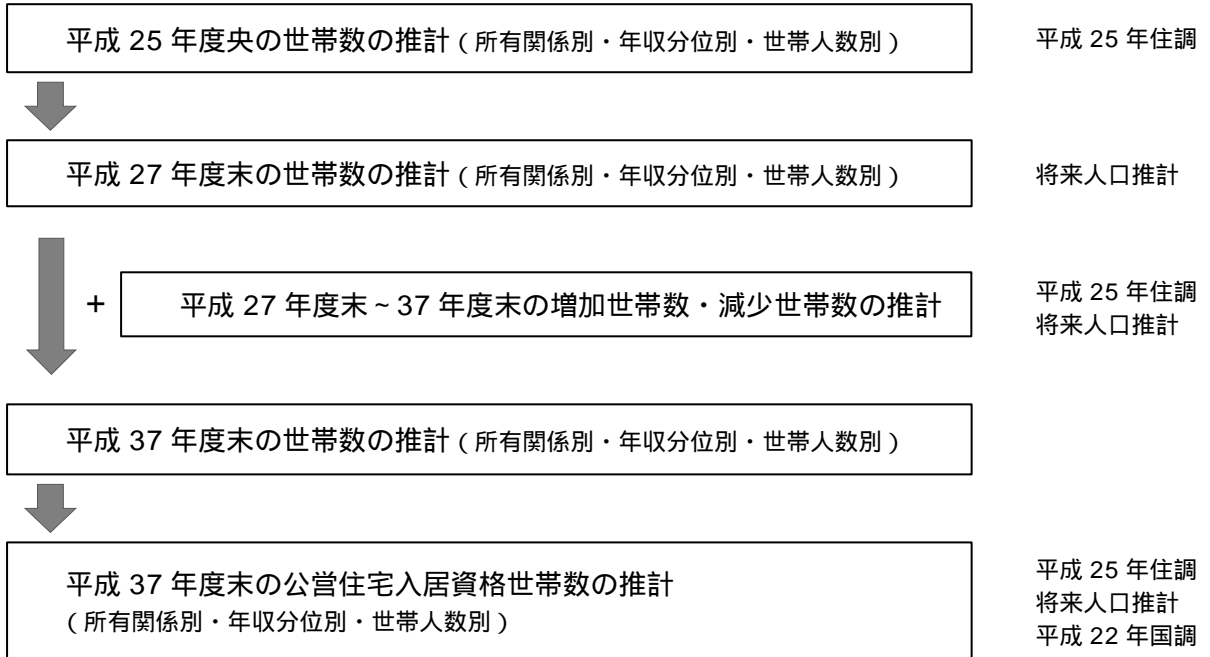 平成 25 年度央の世帯数の推計 ( 所有関係別・年収分位別・世帯人数別 )
平成 25 年住調
平成 27 年度末の世帯数の推計 ( 所有関係別・年収分位別・世帯人数別 )
将来人口推計
+
平成 27 年度末 ~ 37 年度末の増加世帯数・減少世帯数の推計
平成 25 年住調
将来人口推計
平成 37 年度末の世帯数の推計 ( 所有関係別・年収分位別・世帯人数別 )
平成 37 年度末の公営住宅入居資格世帯数の推計
( 所有関係別・年収分位別・世帯人数別 )
平成 25 年住調
将来人口推計
平成 22 年国調